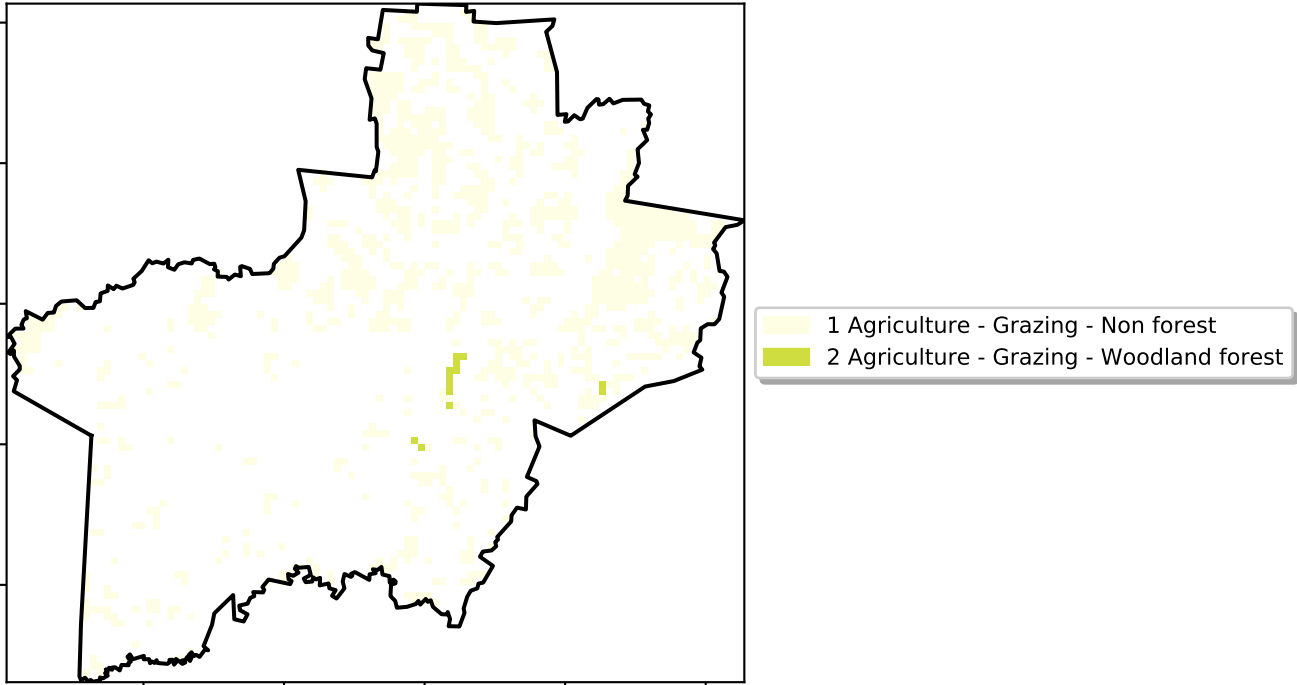 1 Agriculture - Grazing - Non forest
2 Agriculture - Grazing - Woodland forest